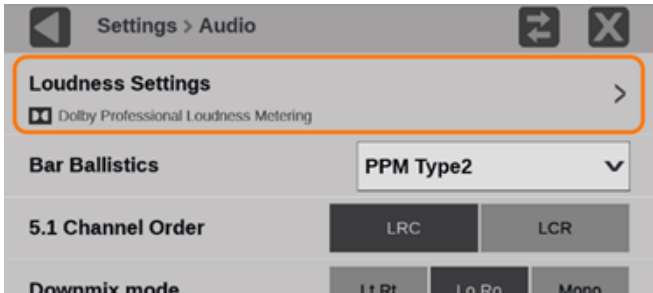 Settings > Audio
Loudness Settings
Dolby Professional Loudness Metering
Bar Ballistics PPM Type2
5.1 Channel Order LRC LCR
Downmix mode Lt Rt Lo Ro Mono